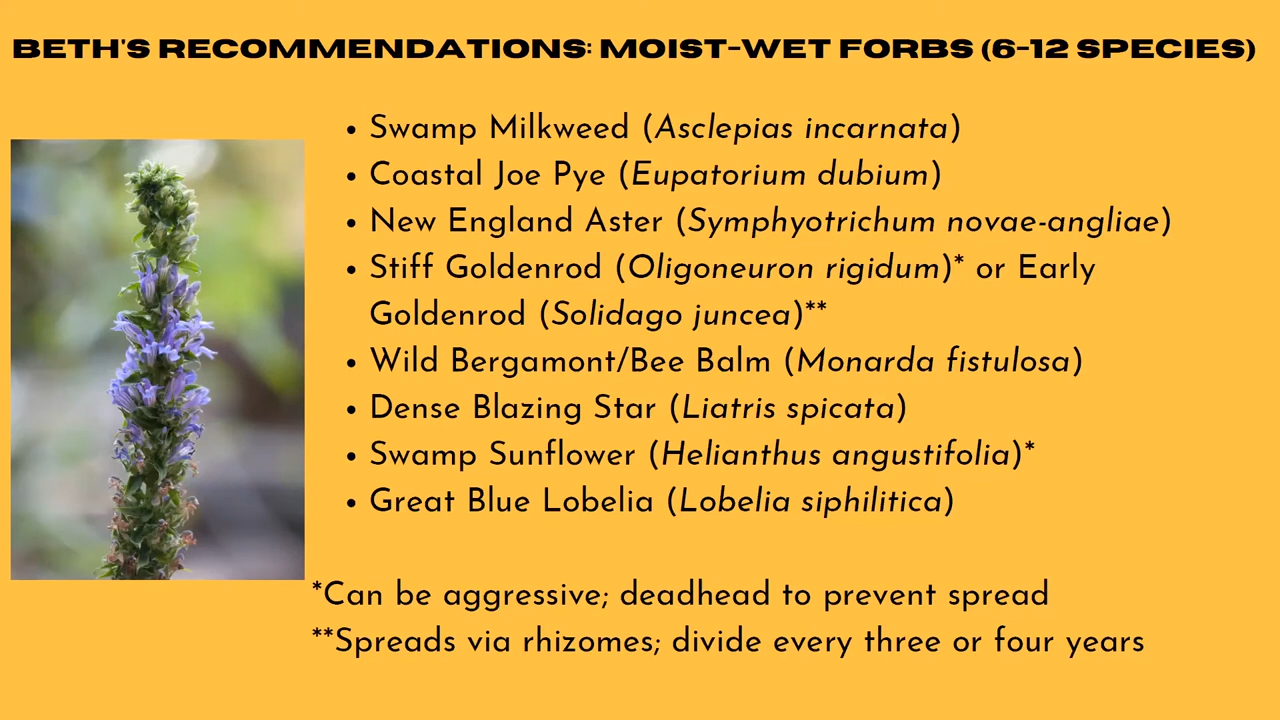 BETH'S RECOMMENDATIONS: MOIST-WET FORBS (6-12 SPECIES)
• Swamp Milkweed (Asclepias incarnata)
• Coastal Joe Pye (Eupatorium dubium)
• New England Aster (Symphyotrichum novae-angliae)
• Stiff Goldenrod (Oligoneuron rigidum)* or Early
Goldenrod (Solidago juncea)**
• Wild Bergamont/Bee Balm (Monarda fistulosa)
• Dense Blazing Star (Liatris spicata)
• Swamp Sunflower (Helianthus angustifolia)*
• Great Blue Lobelia (Lobelia siphilitica)
*Can be aggressive; deadhead to prevent spread
**Spreads via rhizomes; divide every three or four years